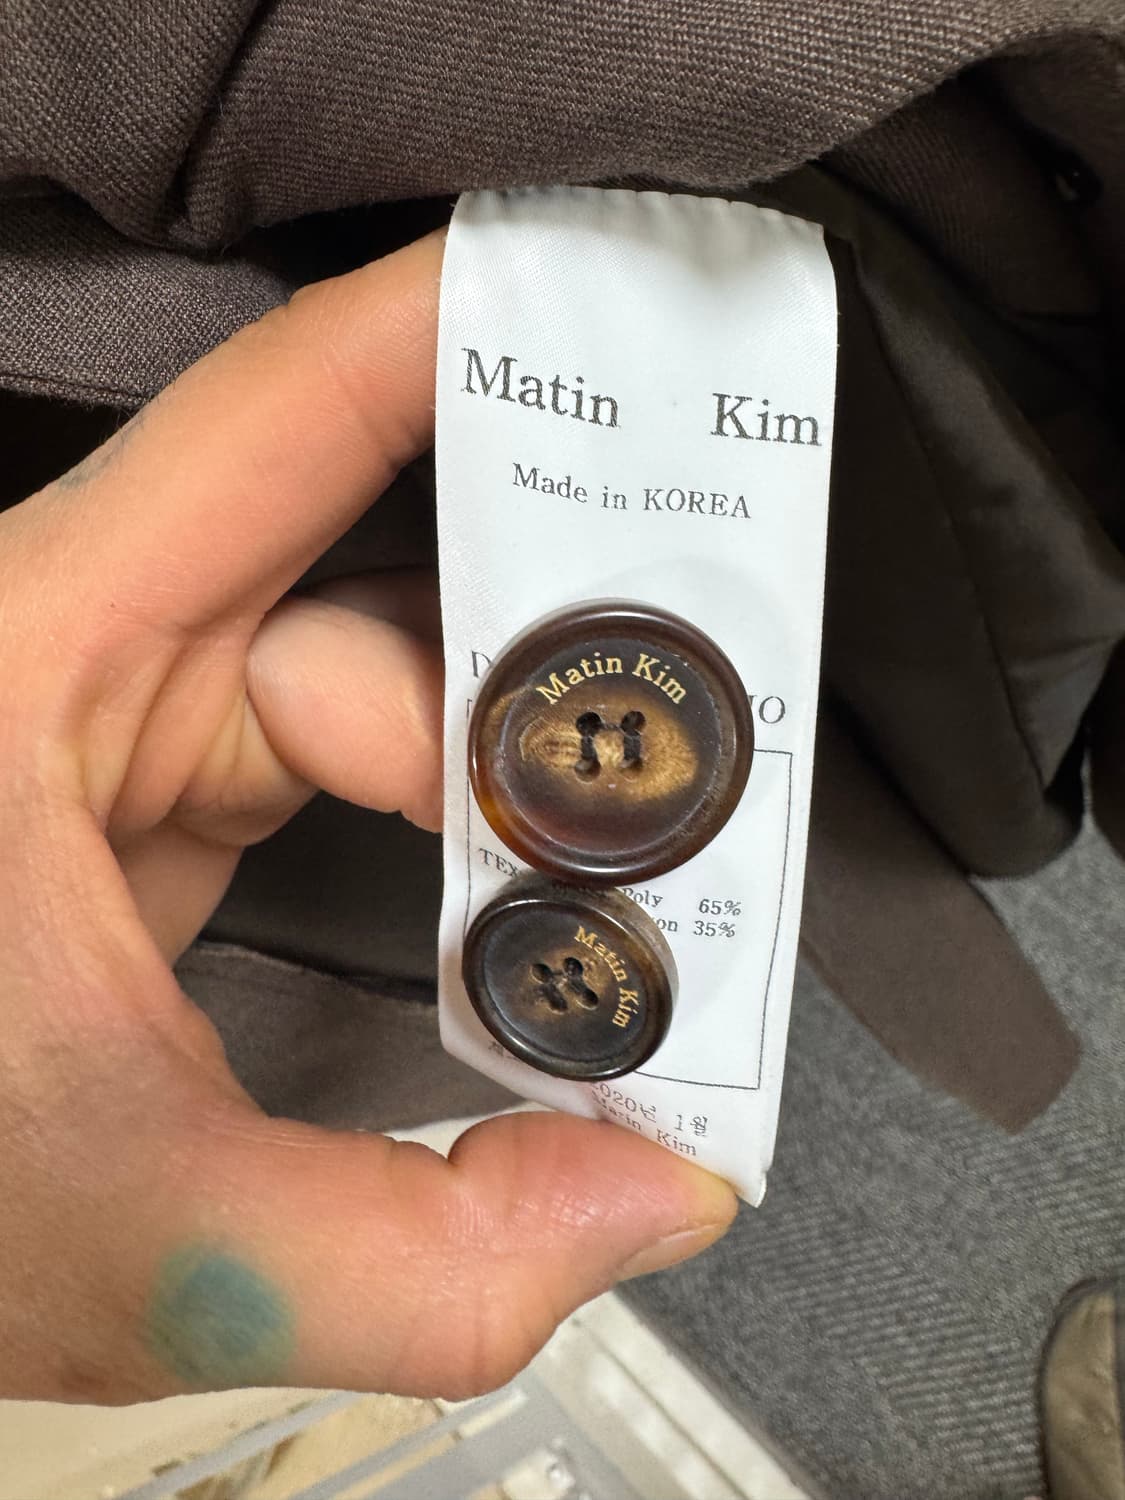 Matin Kim
Made in KOREA
Matin Kim
Poly 65%
35%
Matin Kim
2020년 1월
Matin Kim